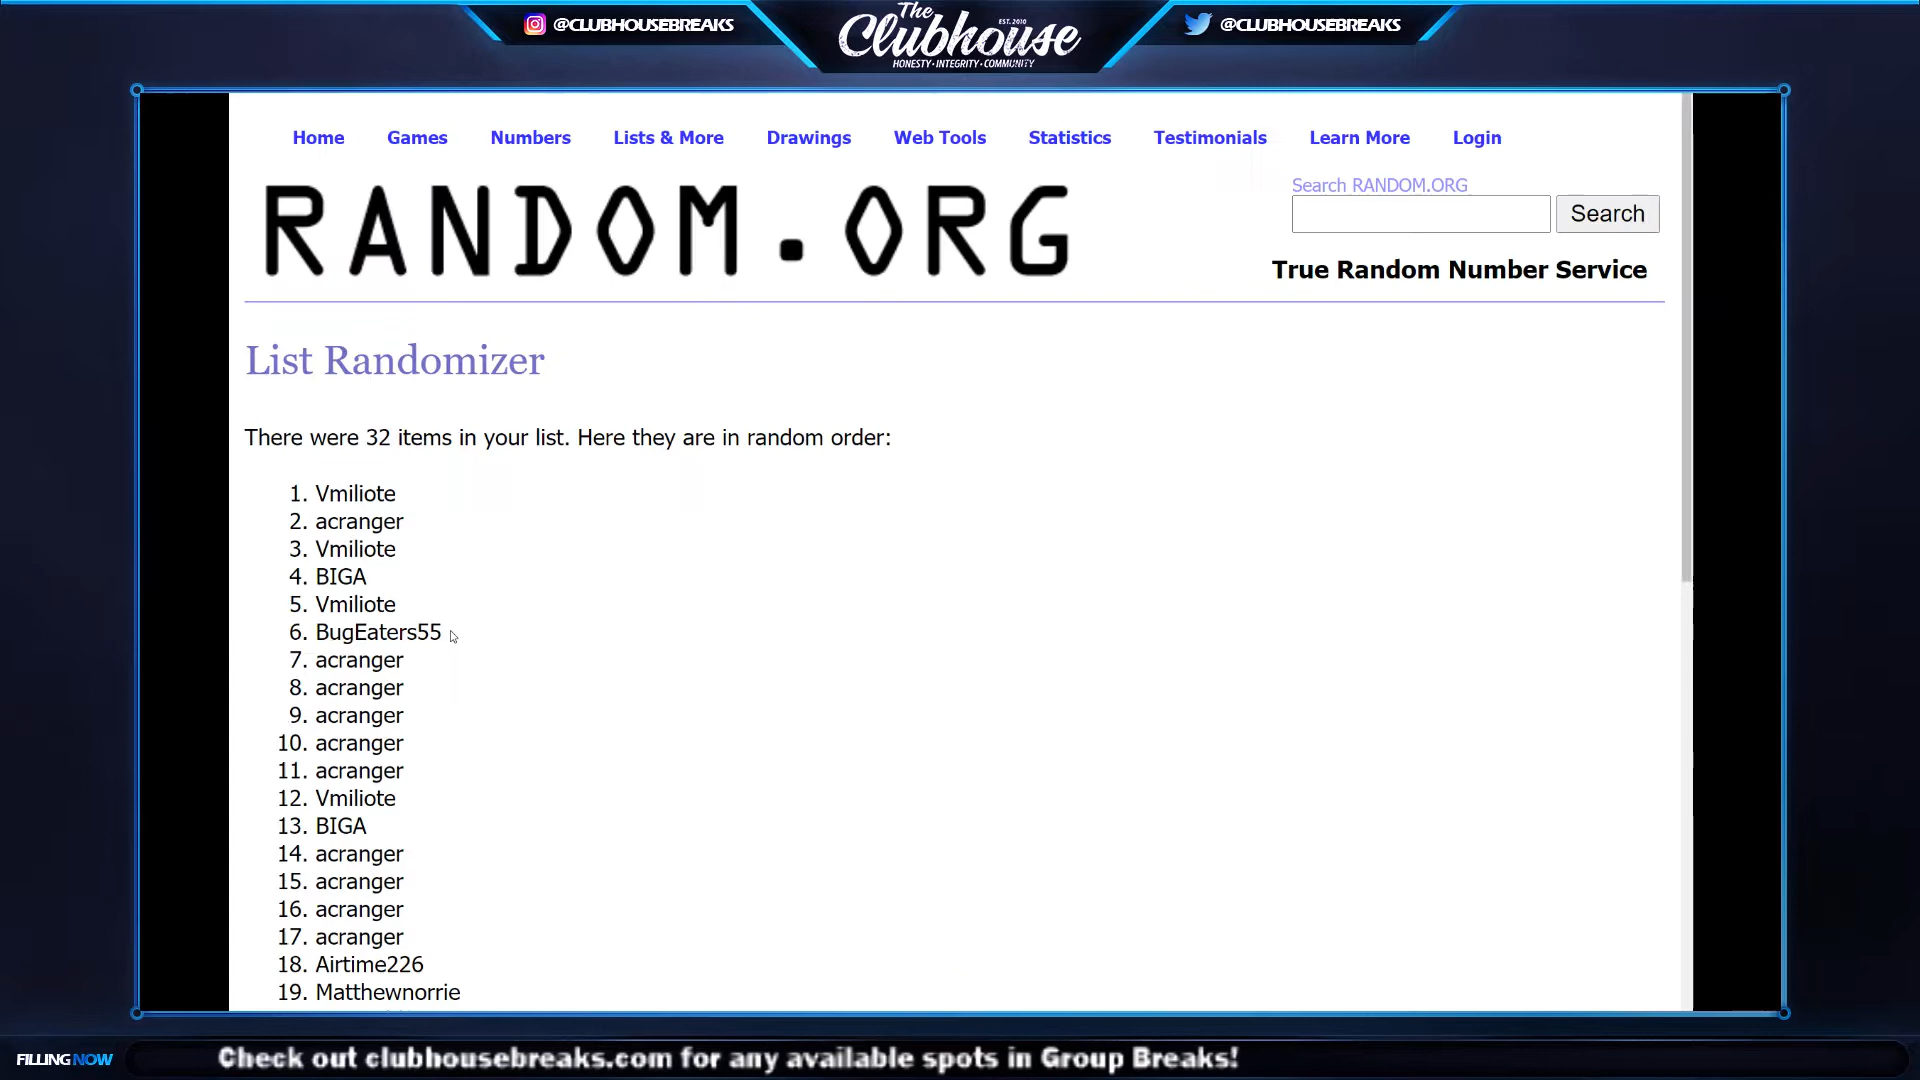 @CLUBHOUSEBREAKS
The
Clubhouse
EST. 2010
HONESTY·INTEGRITY·COMMUNITY
@CLUBHOUSEBREAKS
Home Games Numbers Lists & More Drawings Web Tools Statistics Testimonials Learn More Login
RANDOM.ORG
Search RANDOM.ORG
Search
True Random Number Service
List Randomizer
There were 32 items in your list. Here they are in random order:
1. Vmiliote
2. acranger
3. Vmiliote
4. BIGA
5. Vmiliote
6. BugEaters55
7. acranger
8. acranger
9. acranger
10. acranger
11. acranger
12. Vmiliote
13. BIGA
14. acranger
15. acranger
16. acranger
17. acranger
18. Airtime226
19. Matthewnorrie
FILLING NOW
Check out clubhousebreaks.com for any available spots in Group Breaks!